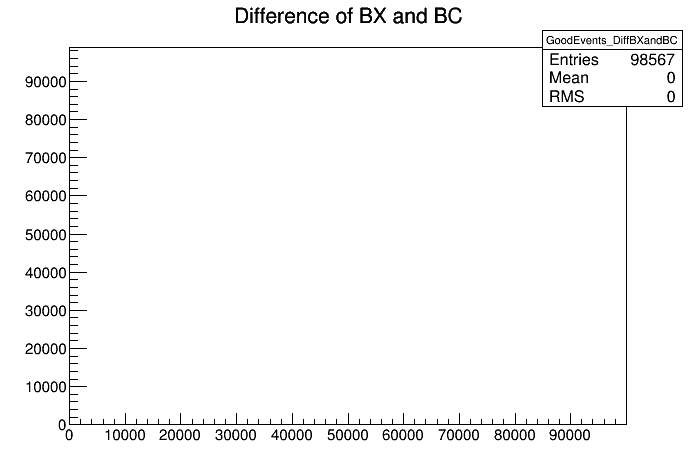 Difference of BX and BC
GoodEvents_DiffBXandBC
Entries 98567
Mean 0
RMS 0
90000
80000
70000
60000
50000
40000
30000
20000
10000
0
0 10000 20000 30000 40000 50000 60000 70000 80000 90000